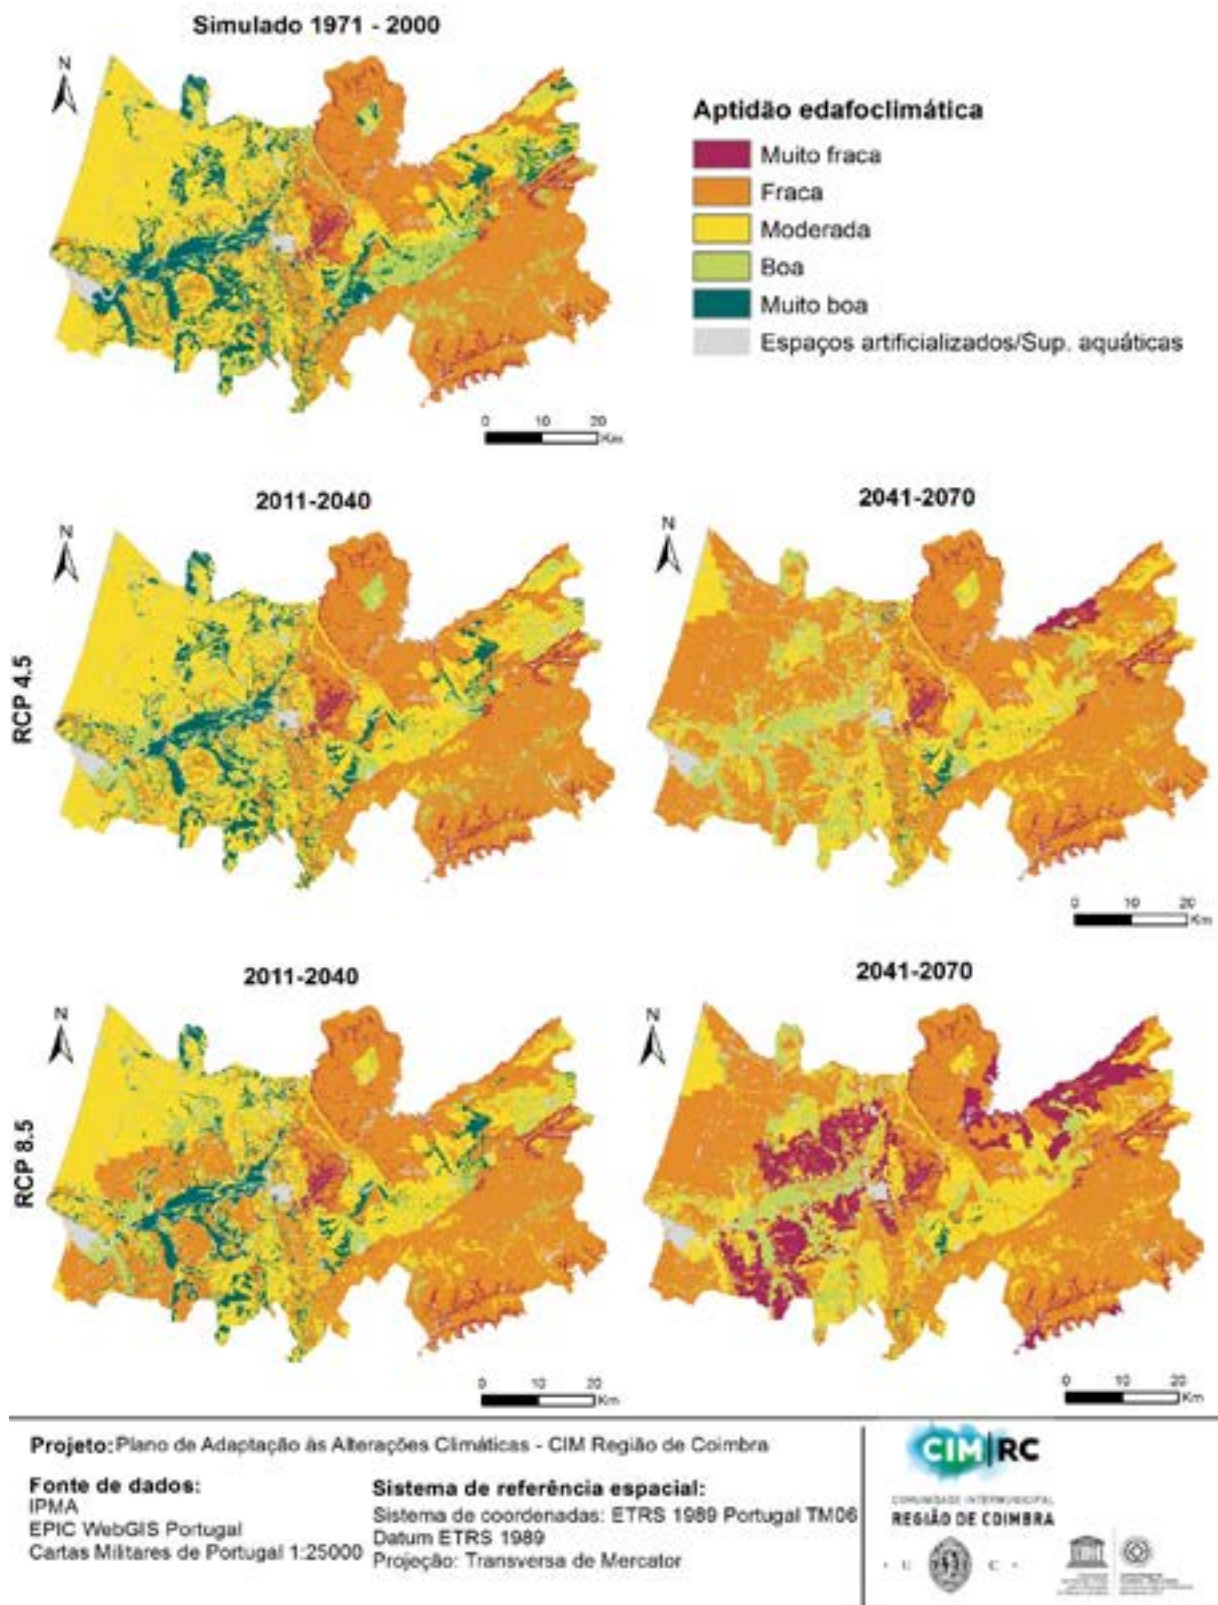 Simulado 1971 - 2000
N
Aptidão edafoclimática
Muito fraca
Fraca
Moderada
Boa
Muito boa
Espaços artificializados/Sup. aquáticas
0 10 20
Km
RCP 4.5
2011-2040
N
2041-2070
N
0 10 20
Km
RCP 8.5
2011-2040
N
0 10 20
Km
2041-2070
N
0 10 20
Km
Projeto: Plano de Adaptação às Alterações Climáticas - CIM Região de Coimbra
Fonte de dados:
IPMA
EPIC WebGIS Portugal
Cartas Militares de Portugal 1:25000
Sistema de referência espacial:
Sistema de coordenadas: ETRS 1989 Portugal TM06
Datum ETRS 1989
Projeção: Transversa de Mercator
CIM RC
COMUNIDADE INTERMUNICIPAL
REGIÃO DE COIMBRA
· U C ·